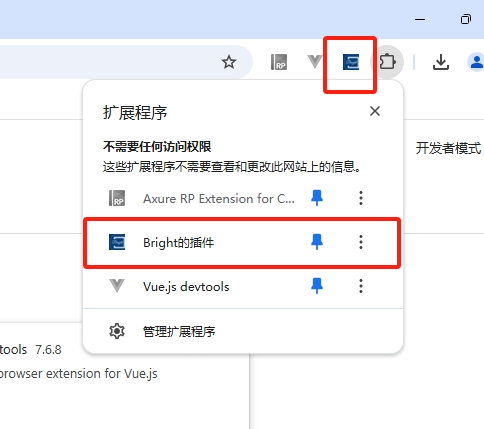 RP
扩展程序
不需要任何访问权限
这些扩展程序不需要查看和更改此网站上的信息。
开发者模式
RP Axure RP Extension for C...
Bright的插件
Vue.js devtools
管理扩展程序
tools 7.6.8
browser extension for Vue.js